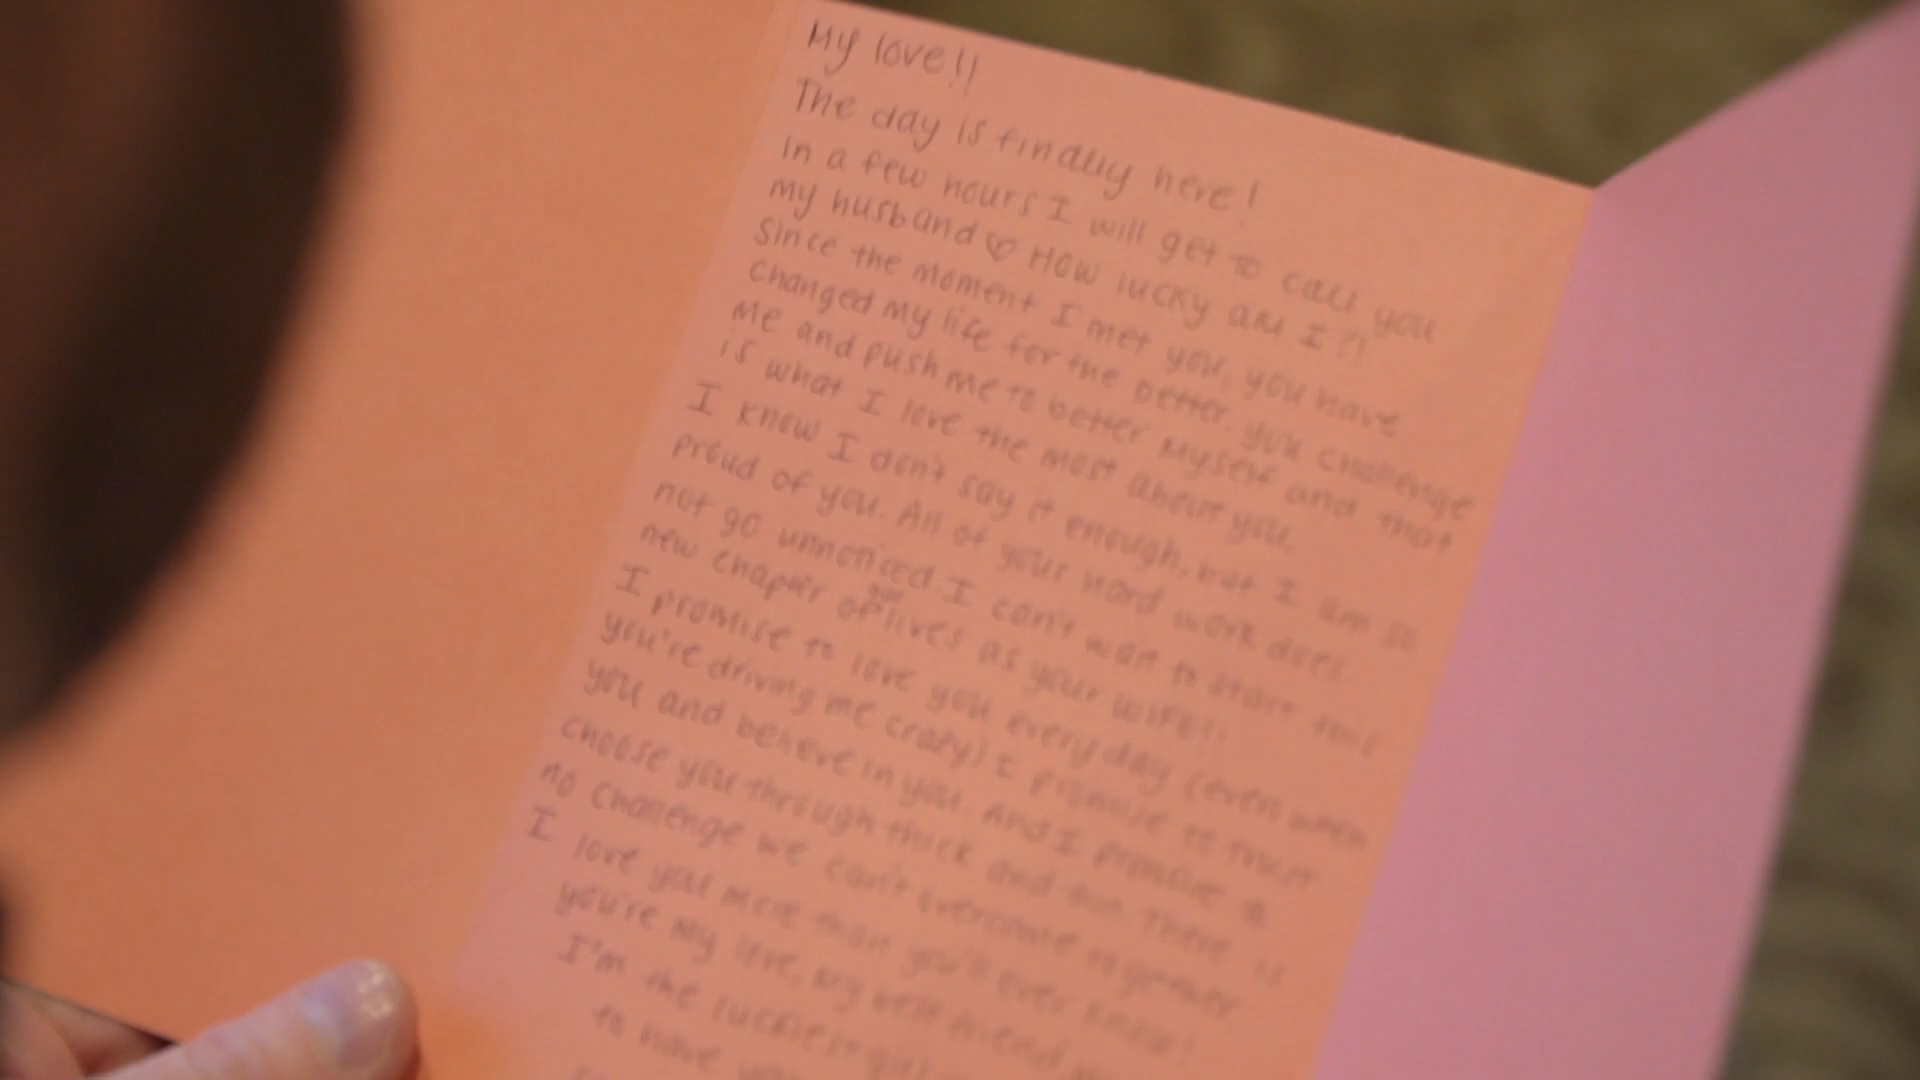 My love!!
The day is finally here!
In a few hours I will get to call you
my husband ♡ How lucky am I?!
Since the moment I met you, you have
changed my life for the better. You challenge
me and push me to better myself and that
is what I love the most about you.
I know I don't say it enough, but I am so
proud of you. All of your hard work does
not go unnoticed I can't wait to start this
new chapter of our lives as your wife!!
I promise to love you everyday (even when
you're driving me crazy) I promise to trust
you and believe in you. And I promise to
choose you through thick and thin. There is
no challenge we can't overcome together
I love you more than you'll ever know!
you're my love, my best friend
I'm the luckiest girl
to have you